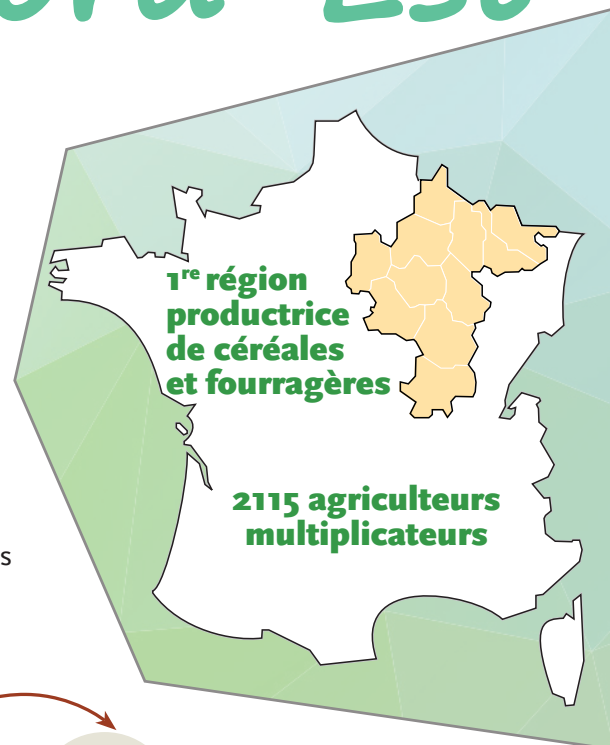 1re région
productrice
de céréales
et fourragères
2115 agriculteurs
multiplicateurs
s